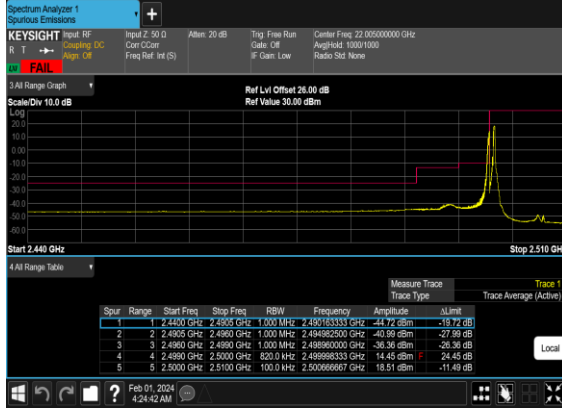 Spectrum Analyzer 1
Spurious Emissions
KEYSIGHT Input: RF Input Z: 50 Ω Atten: 20 dB Trig: Free Run Center Freq: 22.005000000 GHz
R T Coupling: DC Corr CCorr Gate: Off Avg|Hold: 1000/1000
Align: Off Freq Ref: Int (S) IF Gain: Low Radio Std: None
FAIL
3 All Range Graph Ref Lvl Offset 26.00 dB
Scale/Div 10.0 dB Ref Value 30.00 dBm
Log
20.0
10.0
0.00
-10.0
-20.0
-30.0
-40.0
-50.0
-60.0
Start 2.440 GHz Stop 2.510 GH
4 All Range Table
Measure Trace Trace 1
Trace Type Trace Average (Active)
Spur Range Start Freq Stop Freq RBW Frequency Amplitude ΔLimit
1 1 2.4400 GHz 2.4905 GHz 1.000 MHz 2.490163333 GHz -44.72 dBm -19.72 dB
2 2 2.4905 GHz 2.4960 GHz 1.000 MHz 2.494982500 GHz -40.99 dBm -27.99 dB
3 3 2.4960 GHz 2.4990 GHz 1.000 MHz 2.498960000 GHz -36.36 dBm -26.36 dB
4 4 2.4990 GHz 2.5000 GHz 820.0 kHz 2.499998333 GHz 14.45 dBm F 24.45 dB
5 5 2.5000 GHz 2.5100 GHz 100.0 kHz 2.500666667 GHz 18.51 dBm -11.49 dB
Local
Feb 01, 2024
4:24:42 AM